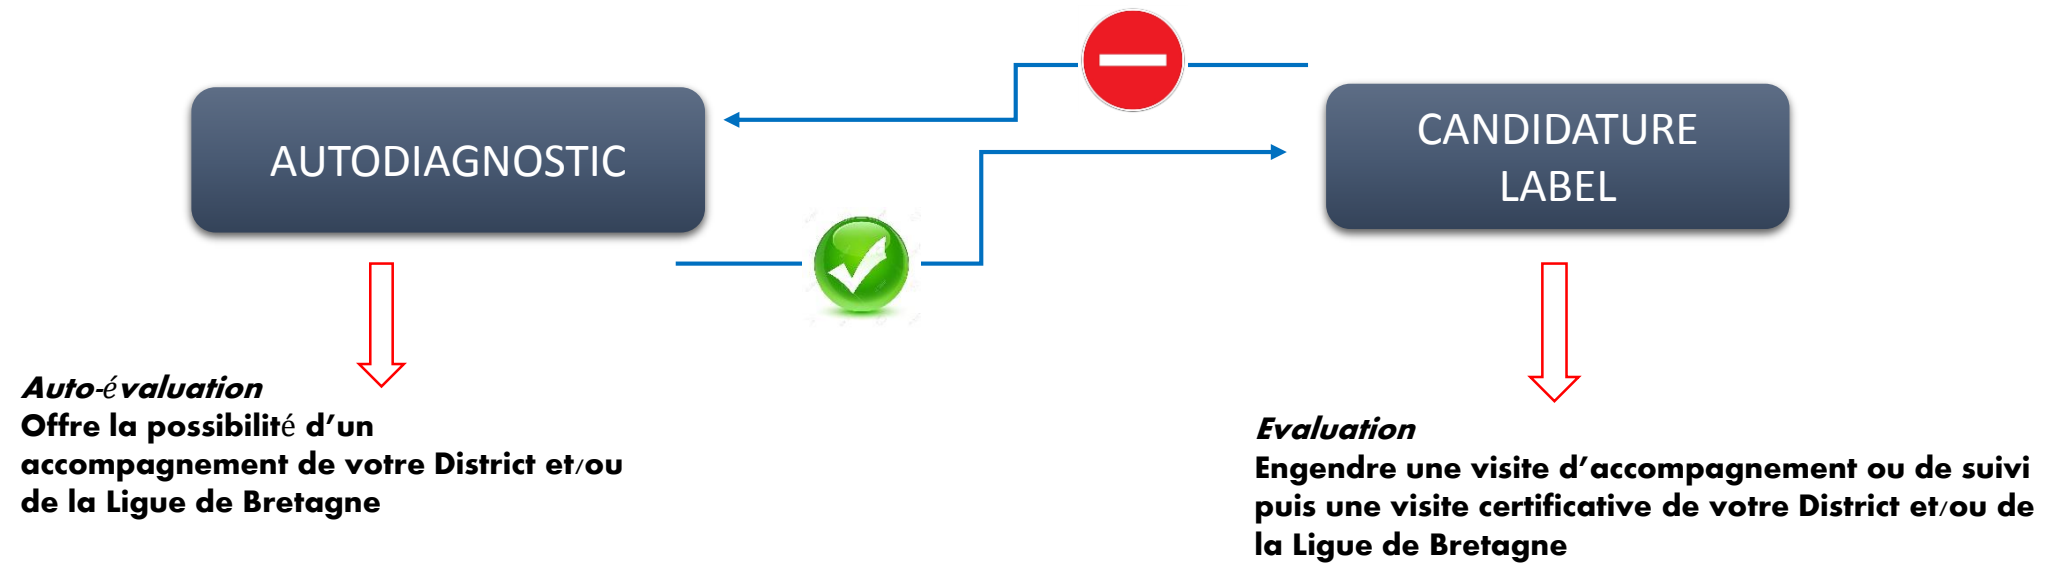 AUTODIAGNOSTIC
CANDIDATURE
LABEL
Auto-évaluation
Offre la possibilité d’un
accompagnement de votre District et/ou
de la Ligue de Bretagne
Evaluation
Engendre une visite d’accompagnement ou de suivi
puis une visite certificative de votre District et/ou de
la Ligue de Bretagne